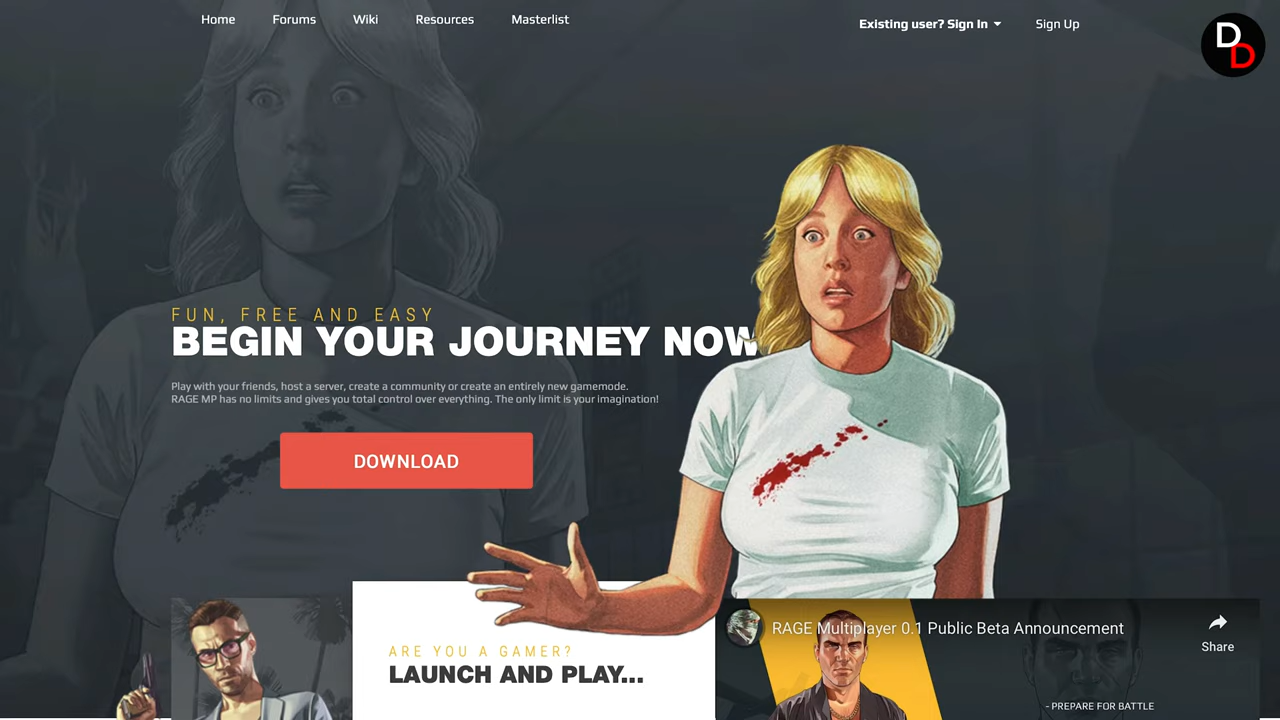 Home Forums Wiki Resources Masterlist Existing user? Sign In Sign Up
DD
FUN, FREE AND EASY
BEGIN YOUR JOURNEY NOW
Play with your friends, host a server, create a community or create an entirely new gamemode.
RAGE MP has no limits and gives you total control over everything. The only limit is your imagination!
DOWNLOAD
ARE YOU A GAMER?
LAUNCH AND PLAY...
RAGE Multiplayer 0.1 Public Beta Announcement
Share
- PREPARE FOR BATTLE